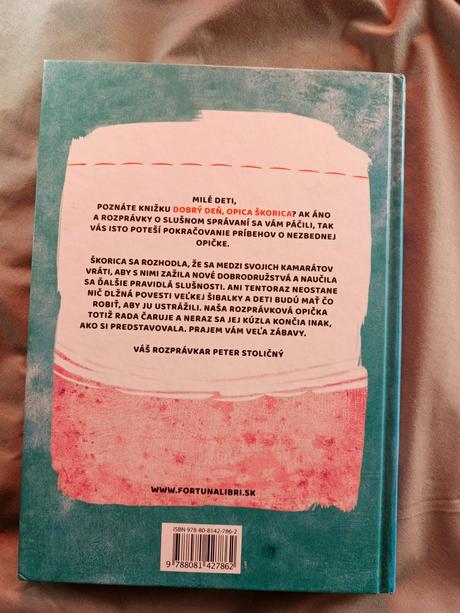 MILÉ DETI,
POZNÁTE KNIŽKU DOBRÝ DEŇ, OPICA ŠKORICA? AK ÁNO
A ROZPRÁVKY O SLUŠNOM SPRÁVANÍ SA VÁM PÁČILI, TAK
VÁS ISTO POTEŠÍ POKRAČOVANIE PRÍBEHOV O NEZBEDNEJ
OPIČKE.
ŠKORICA SA ROZHODLA, ŽE SA MEDZI SVOJICH KAMARÁTOV
VRÁTI, ABY S NIMI ZAŽILA NOVÉ DOBRODRUŽSTVÁ A NAUČILA
SA ĎALŠIE PRAVIDLÁ SLUŠNOSTI. ANI TENTORAZ NEOSTANE
NIČ DLŽNÁ POVESTI VEĽKEJ ŠIBALKY A DETI BUDÚ MAŤ ČO
ROBIŤ, ABY JU USTRÁŽILI. NAŠA ROZPRÁVKOVÁ OPIČKA
TOTIŽ RADA ČARUJE A NERAZ SA JEJ KÚZLA KONČIA INAK,
AKO SI PREDSTAVOVALA. PRAJEM VÁM VEĽA ZÁBAVY.
VÁŠ ROZPRÁVKAR PETER STOLIČNÝ
WWW.FORTUNALIBRI.SK
ISBN 978-80-8142-786-2
9 788081 427862